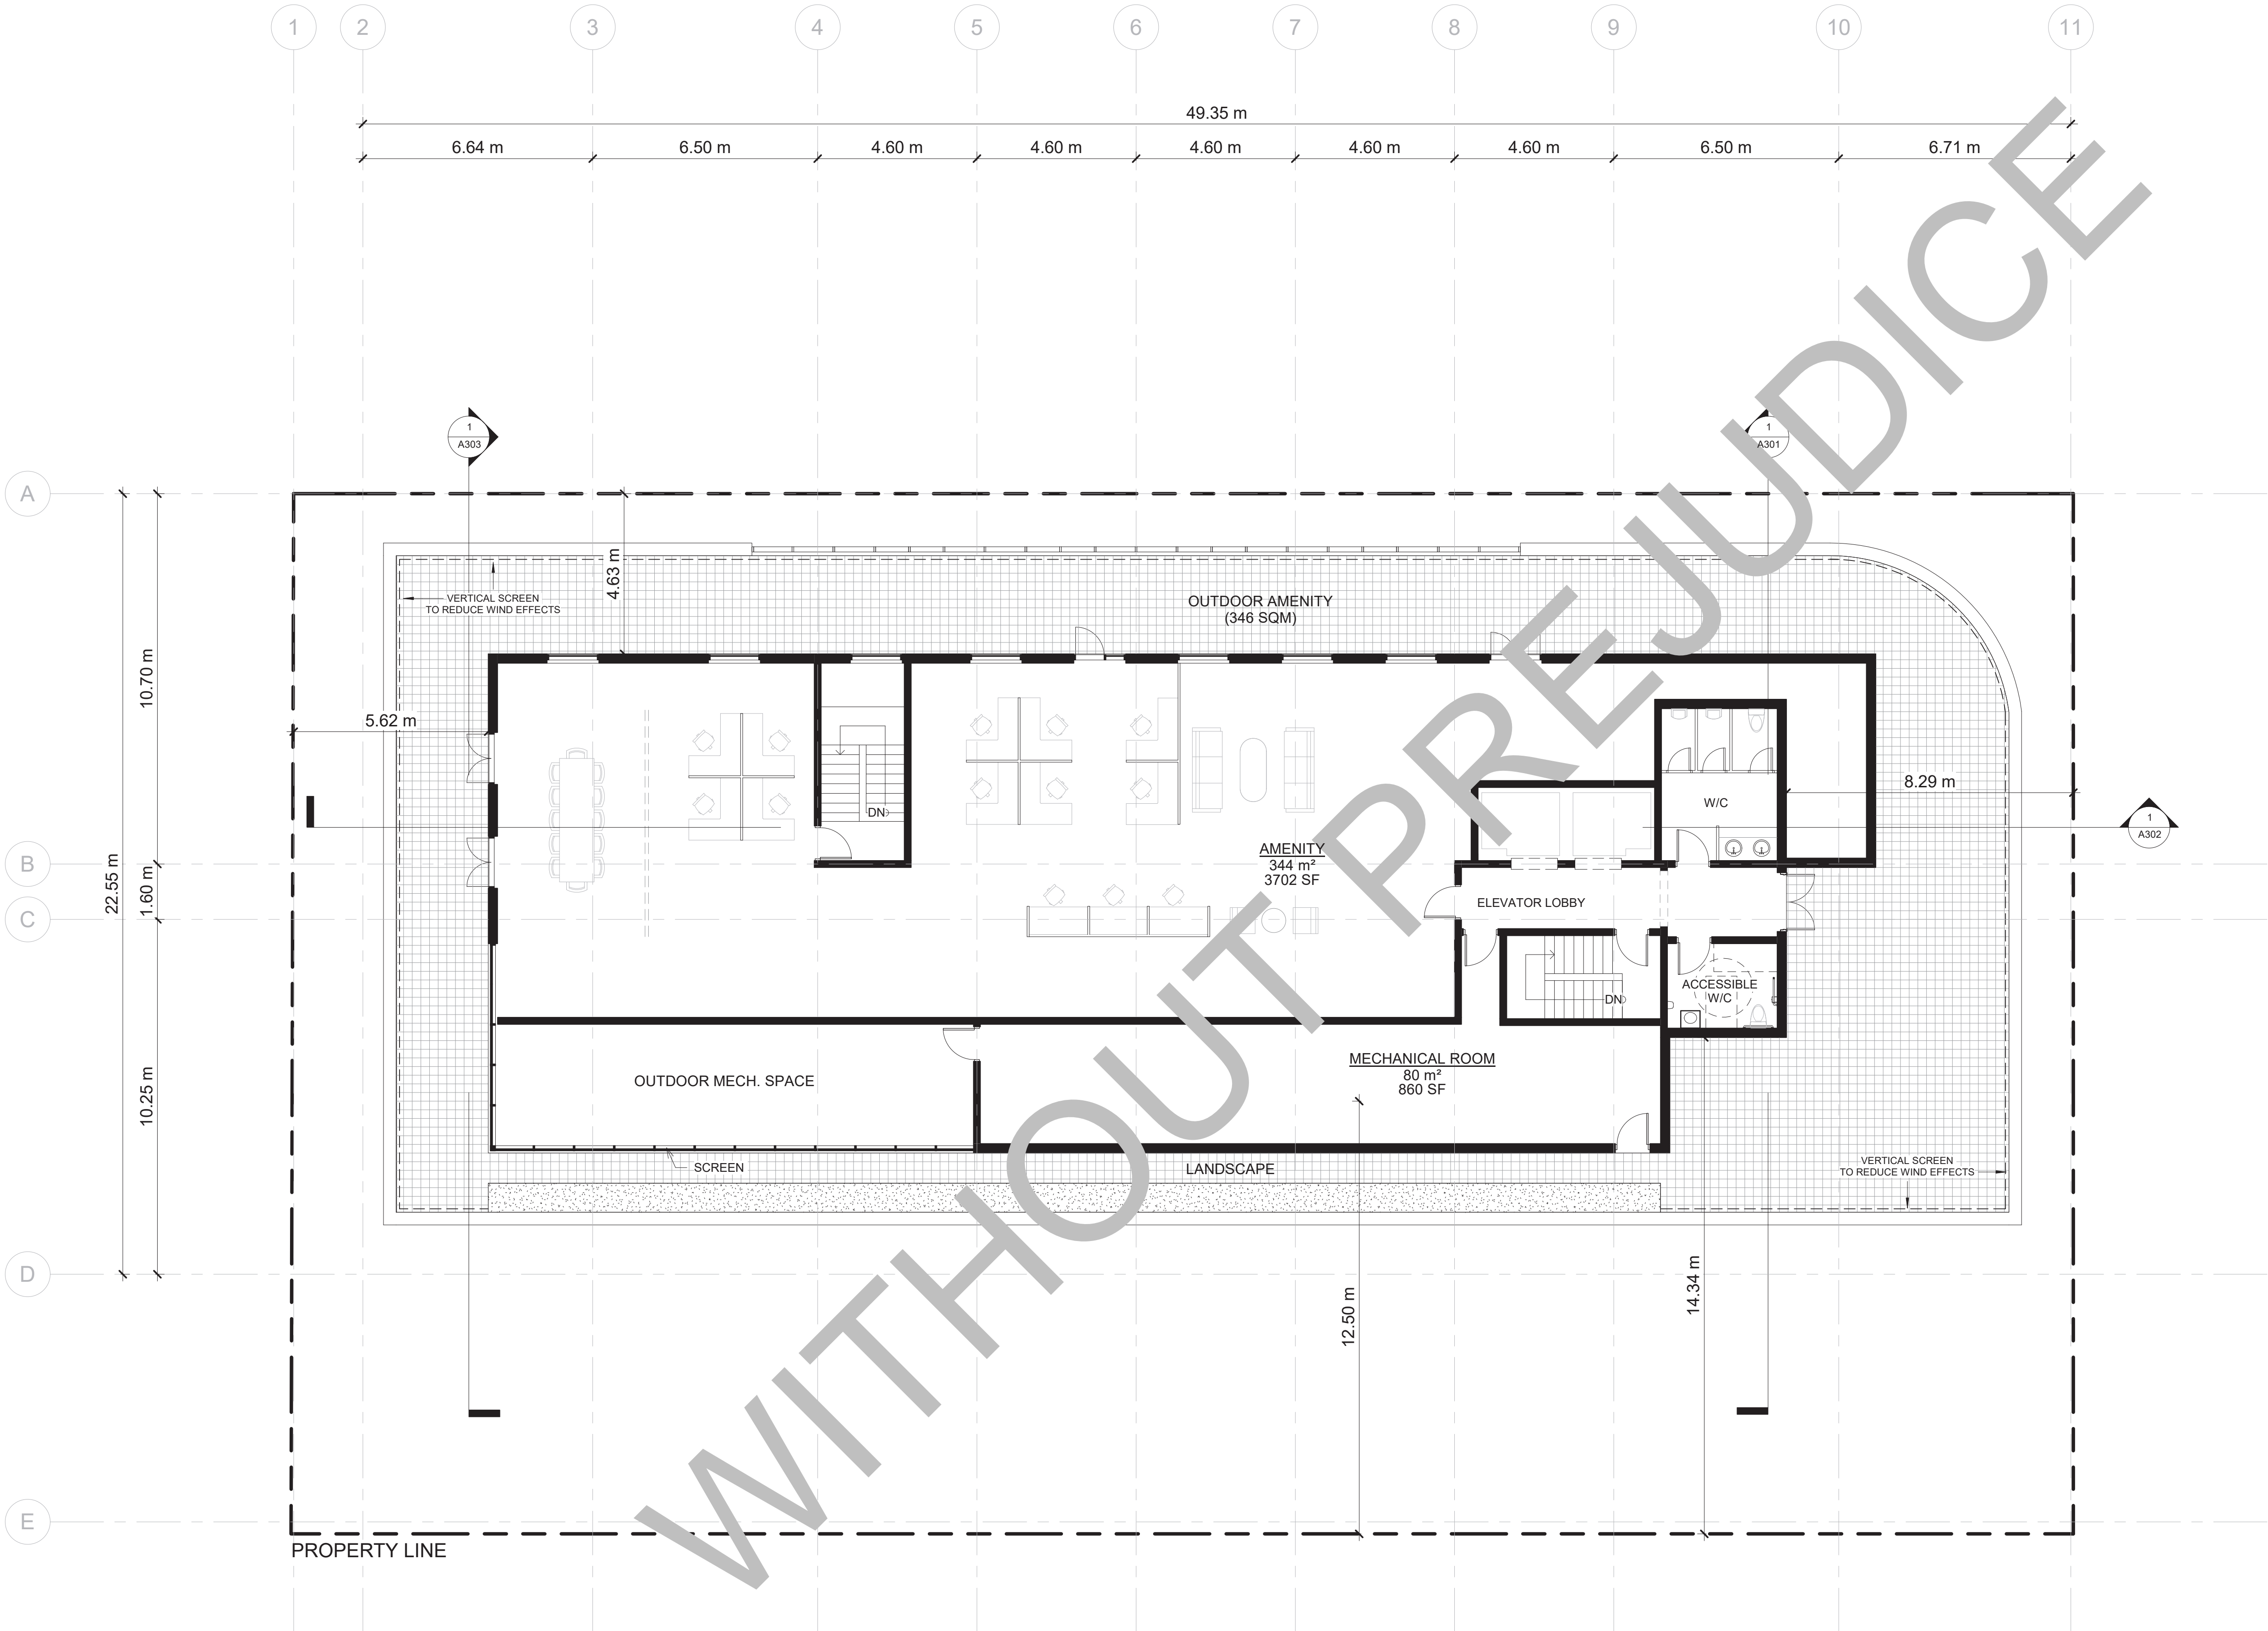 1 2 3 4 5 6 7 8 9 10 11
49.35 m
6.64 m 6.50 m 4.60 m 4.60 m 4.60 m 4.60 m 4.60 m 6.50 m 6.71 m
1
A303
1
A301
A
4.63 m
VERTICAL SCREEN
TO REDUCE WIND EFFECTS
OUTDOOR AMENITY
(346 SQM)
10.70 m
5.62 m
8.29 m
W/C
DN
1
A302
AMENITY
344 m²
3702 SF
B
22.55 m
1.60 m
C
ELEVATOR LOBBY
ACCESSIBLE
W/C
DN
MECHANICAL ROOM
80 m²
860 SF
OUTDOOR MECH. SPACE
10.25 m
SCREEN
LANDSCAPE
VERTICAL SCREEN
TO REDUCE WIND EFFECTS
D
14.34 m
12.50 m
E
PROPERTY LINE
WITHOUT PREJUDICE